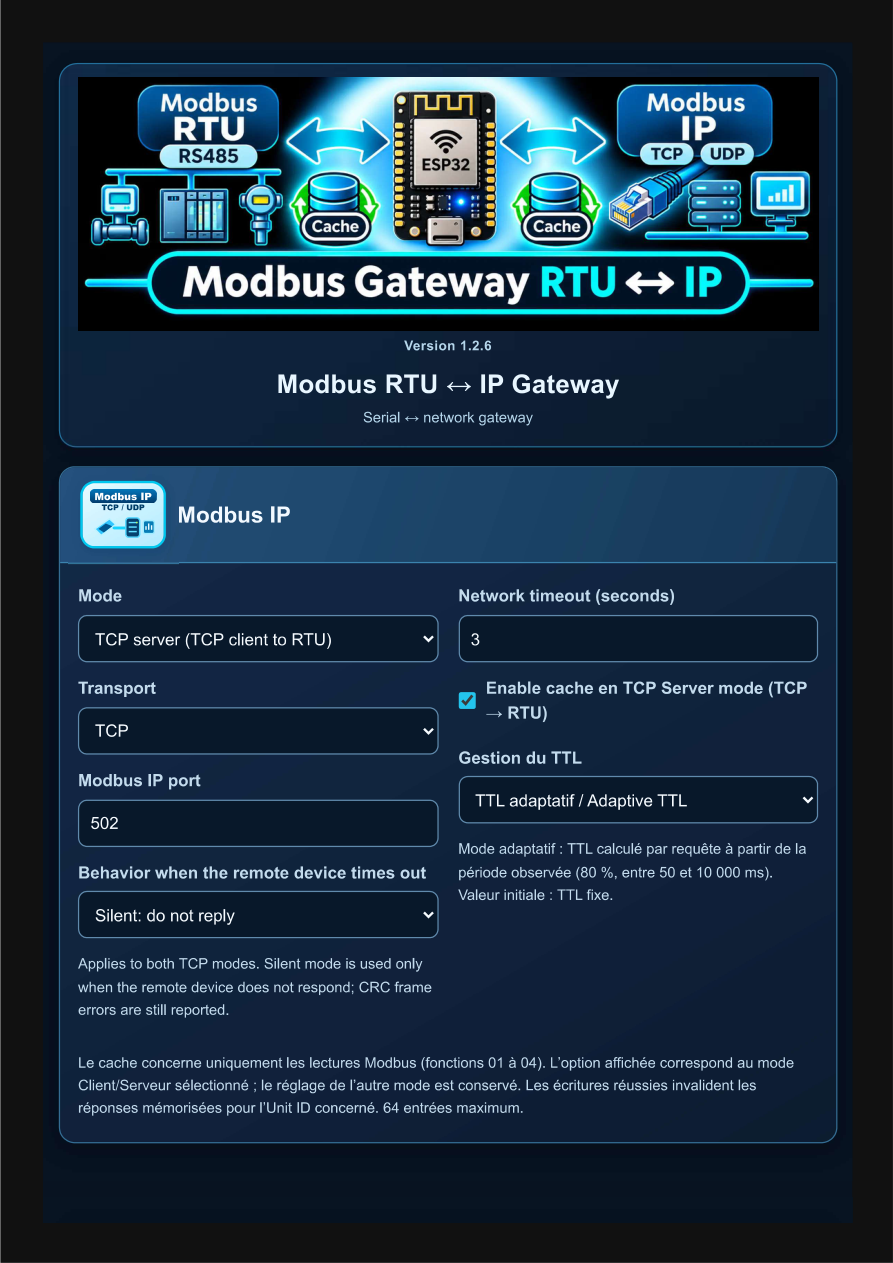 Modbus
RTU
RS485
ESP32
Cache
Cache
Modbus
IP
TCP UDP
Modbus Gateway RTU ↔ IP
Version 1.2.6
Modbus RTU ↔ IP Gateway
Serial ↔ network gateway
Modbus IP
TCP / UDP
Modbus IP
Mode
TCP server (TCP client to RTU)
Transport
TCP
Modbus IP port
502
Behavior when the remote device times out
Silent: do not reply
Applies to both TCP modes. Silent mode is used only
when the remote device does not respond; CRC frame
errors are still reported.
Network timeout (seconds)
3
Enable cache en TCP Server mode (TCP
→ RTU)
Gestion du TTL
TTL adaptatif / Adaptive TTL
Mode adaptatif : TTL calculé par requête à partir de la
période observée (80 %, entre 50 et 10 000 ms).
Valeur initiale : TTL fixe.
Le cache concerne uniquement les lectures Modbus (fonctions 01 à 04). L’option affichée correspond au mode
Client/Serveur sélectionné ; le réglage de l’autre mode est conservé. Les écritures réussies invalident les
réponses mémorisées pour l’Unit ID concerné. 64 entrées maximum.